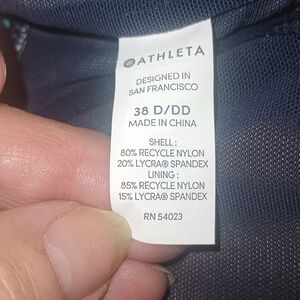 ATHLETA
DESIGNED IN
SAN FRANCISCO
38 D/DD
MADE IN CHINA
SHELL :
80% RECYCLE NYLON
20% LYCRA® SPANDEX
LINING :
85% RECYCLE NYLON
15% LYCRA® SPANDEX
RN 54023